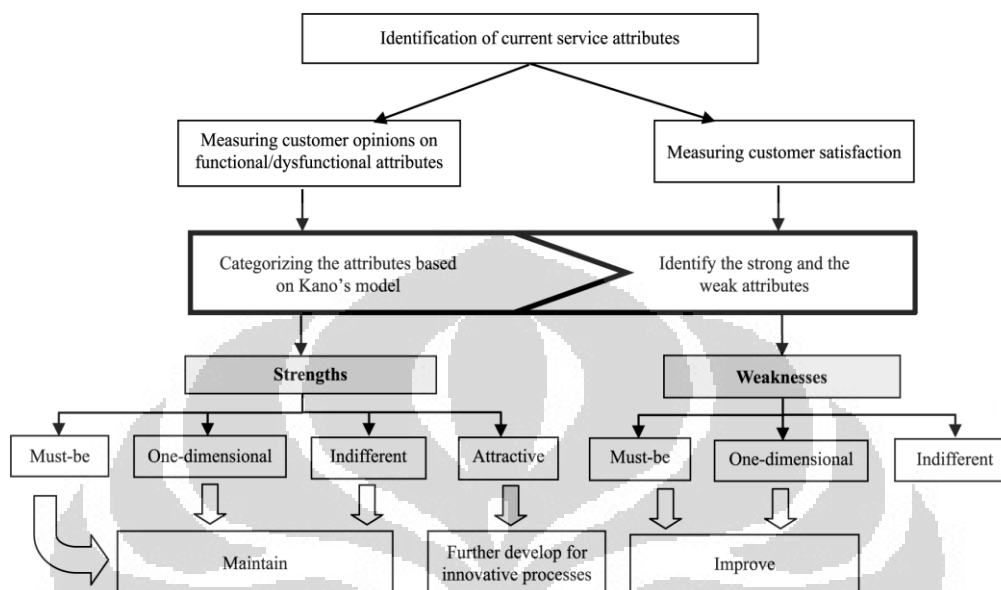 Identification of current service attributes
Measuring customer opinions on
functional/dysfunctional attributes
Measuring customer satisfaction
Categorizing the attributes based
on Kano's model
Identify the strong and the
weak attributes
Strengths
Weaknesses
Must-be
One-dimensional
Indifferent
Attractive
Must-be
One-dimensional
Indifferent
Maintain
Further develop for
innovative processes
Improve